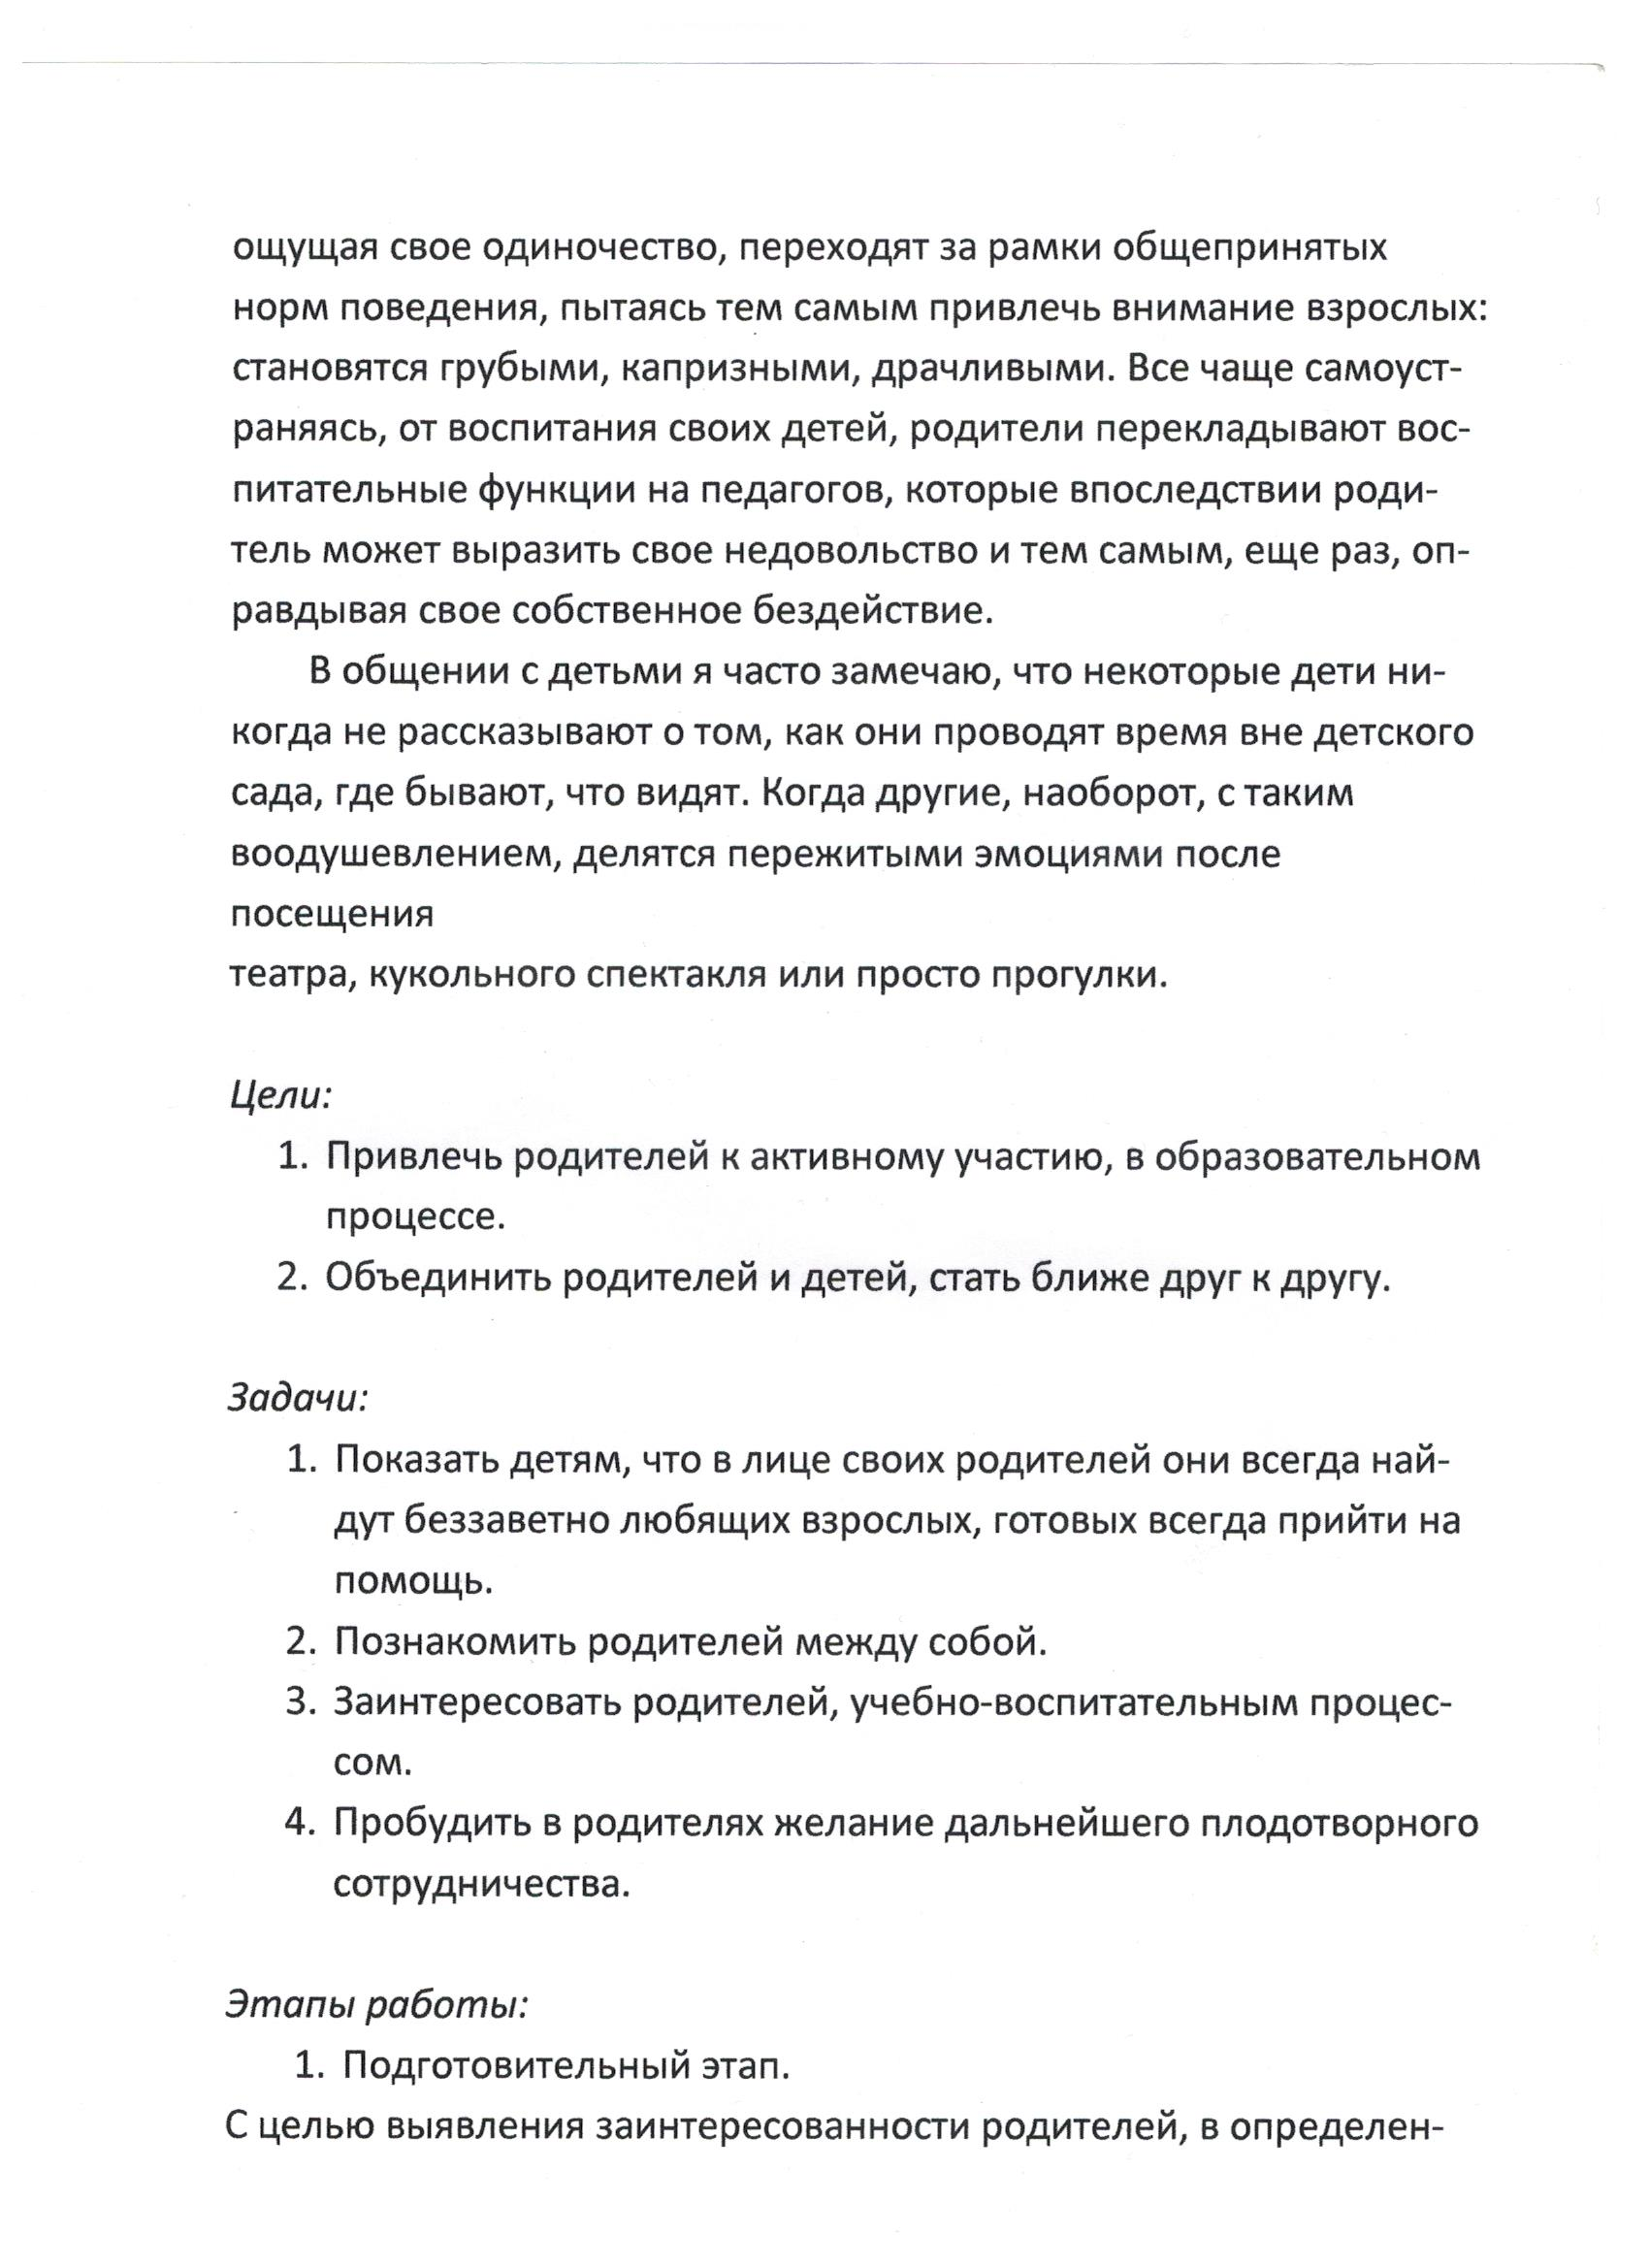 ощущая свое одиночество, переходят за рамки общепринятых
норм поведения, пытаясь тем самым привлечь внимание взрослых:
становятся грубыми, капризными, драчливыми. Все чаще самоуст-
раняясь, от воспитания своих детей, родители перекладывают вос-
питательные функции на педагогов, которые впоследствии роди-
тель может выразить свое недовольство и тем самым, еще раз, оп-
равдывая свое собственное бездействие.
В общении с детьми я часто замечаю, что некоторые дети ни-
когда не рассказывают о том, как они проводят время вне детского
сада, где бывают, что видят. Когда другие, наоборот, с таким
воодушевлением, делятся пережитыми эмоциями после
посещения
театра, кукольного спектакля или просто прогулки.
Цели:
1. Привлечь родителей к активному участию, в образовательном
процессе.
2. Объединить родителей и детей, стать ближе друг к другу.
Задачи:
1. Показать детям, что в лице своих родителей они всегда най-
дут беззаветно любящих взрослых, готовых всегда прийти на
помощь.
2. Познакомить родителей между собой.
3. Заинтересовать родителей, учебно-воспитательным процес-
сом.
4. Пробудить в родителях желание дальнейшего плодотворного
сотрудничества.
Этапы работы:
1. Подготовительный этап.
С целью выявления заинтересованности родителей, в определен-